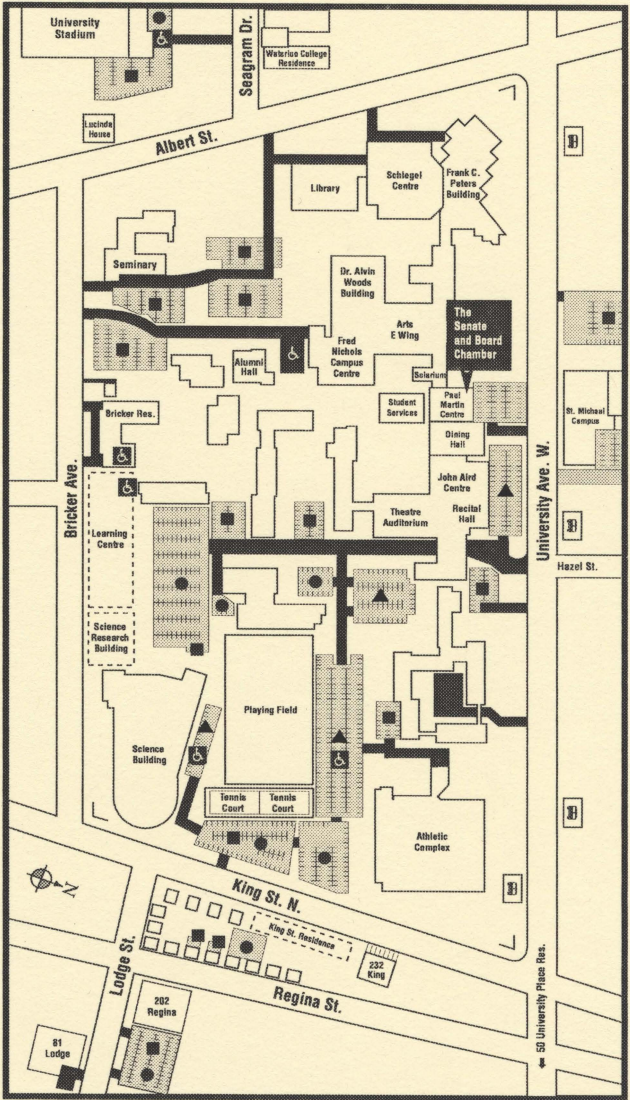 University
Stadium
Seagram Dr.
Waterloo College
Residence
Lucinda
House
Albert St.
Library
Schlegel
Centre
Frank C.
Peters
Building
Seminary
Dr. Alvin
Woods
Building
Arts
E Wing
The
Senate
and Board
Chamber
Fred
Nichols
Campus
Centre
Alumni
Hall
Solarium
Student
Services
Paul
Martin
Centre
Dining
Hall
St. Michael
Campus
Bricker Res.
Bricker Ave.
John Aird
Centre
Recital
Hall
Theatre
Auditorium
University Ave. W.
Learning
Centre
Hazel St.
Science
Research
Building
Playing Field
Science
Building
Tennis
Court
Tennis
Court
Athletic
Complex
N
King St. N.
King St. Residence
232
King
Lodge St.
Regina St.
202
Regina
81
Lodge
50 University Place Res.